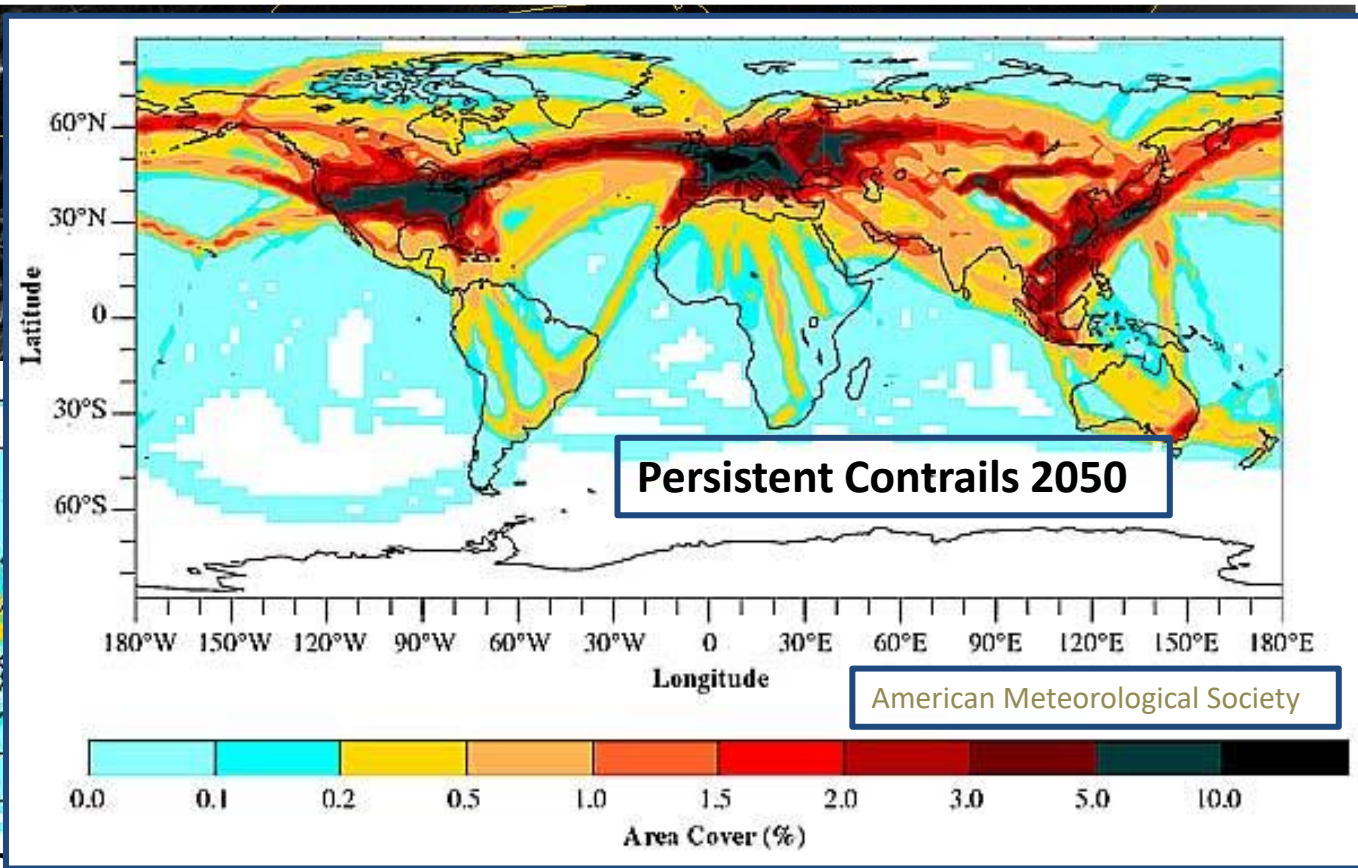 60°N
30°N
0
30°S
60°S
Latitude
Persistent Contrails 2050
180°W 150°W 120°W 90°W 60°W 30°W 0 30°E 60°E 90°E 120°E 150°E 180°E
Longitude
American Meteorological Society
0.0 0.1 0.2 0.5 1.0 1.5 2.0 3.0 5.0 10.0
Area Cover (%)